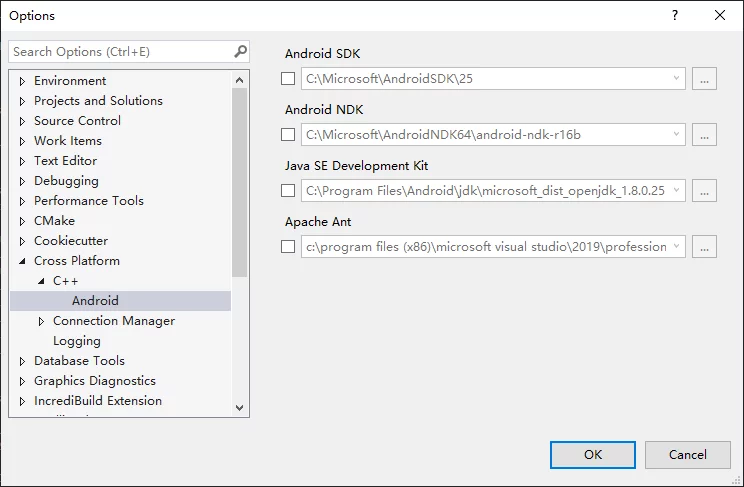 Options
Search Options (Ctrl+E)
Environment
Projects and Solutions
Source Control
Work Items
Text Editor
Debugging
Performance Tools
CMake
Cookiecutter
Cross Platform
C++
Android
Connection Manager
Logging
Database Tools
Graphics Diagnostics
IncrediBuild Extension
Android SDK
C:\Microsoft\AndroidSDK\25
...
Android NDK
C:\Microsoft\AndroidNDK64\android-ndk-r16b
...
Java SE Development Kit
C:\Program Files\Android\jdk\microsoft_dist_openjdk_1.8.0.25
...
Apache Ant
c:\program files (x86)\microsoft visual studio\2019\profession
...
OK
Cancel